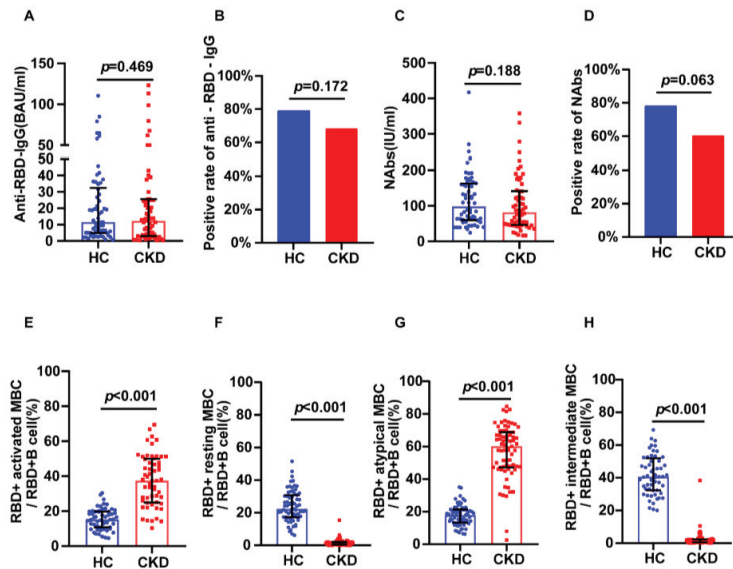 A
Anti-RBD-IgG(BAU/ml)
150
100
50
50
40
30
20
10
0
p=0.469
HC
CKD
B
Positive rate of anti - RBD - IgG
80%
60%
40%
20%
0%
p=0.172
HC
CKD
C
NAbs(IU/ml)
500
400
300
200
100
0
p=0.188
HC
CKD
D
Positive rate of NAbs
100%
80%
60%
40%
20%
0%
p=0.063
HC
CKD
E
RBD+ activated MBC
/ RBD+B cell(%)
100
80
60
40
20
0
p<0.001
HC
CKD
F
RBD+ resting MBC
/ RBD+B cell(%)
100
80
60
40
20
0
p<0.001
HC
CKD
G
RBD+ atypical MBC
/ RBD+B cell(%)
100
80
60
40
20
0
p<0.001
HC
CKD
H
RBD+ intermediate MBC
/ RBD+B cell(%)
100
80
60
40
20
0
p<0.001
HC
CKD